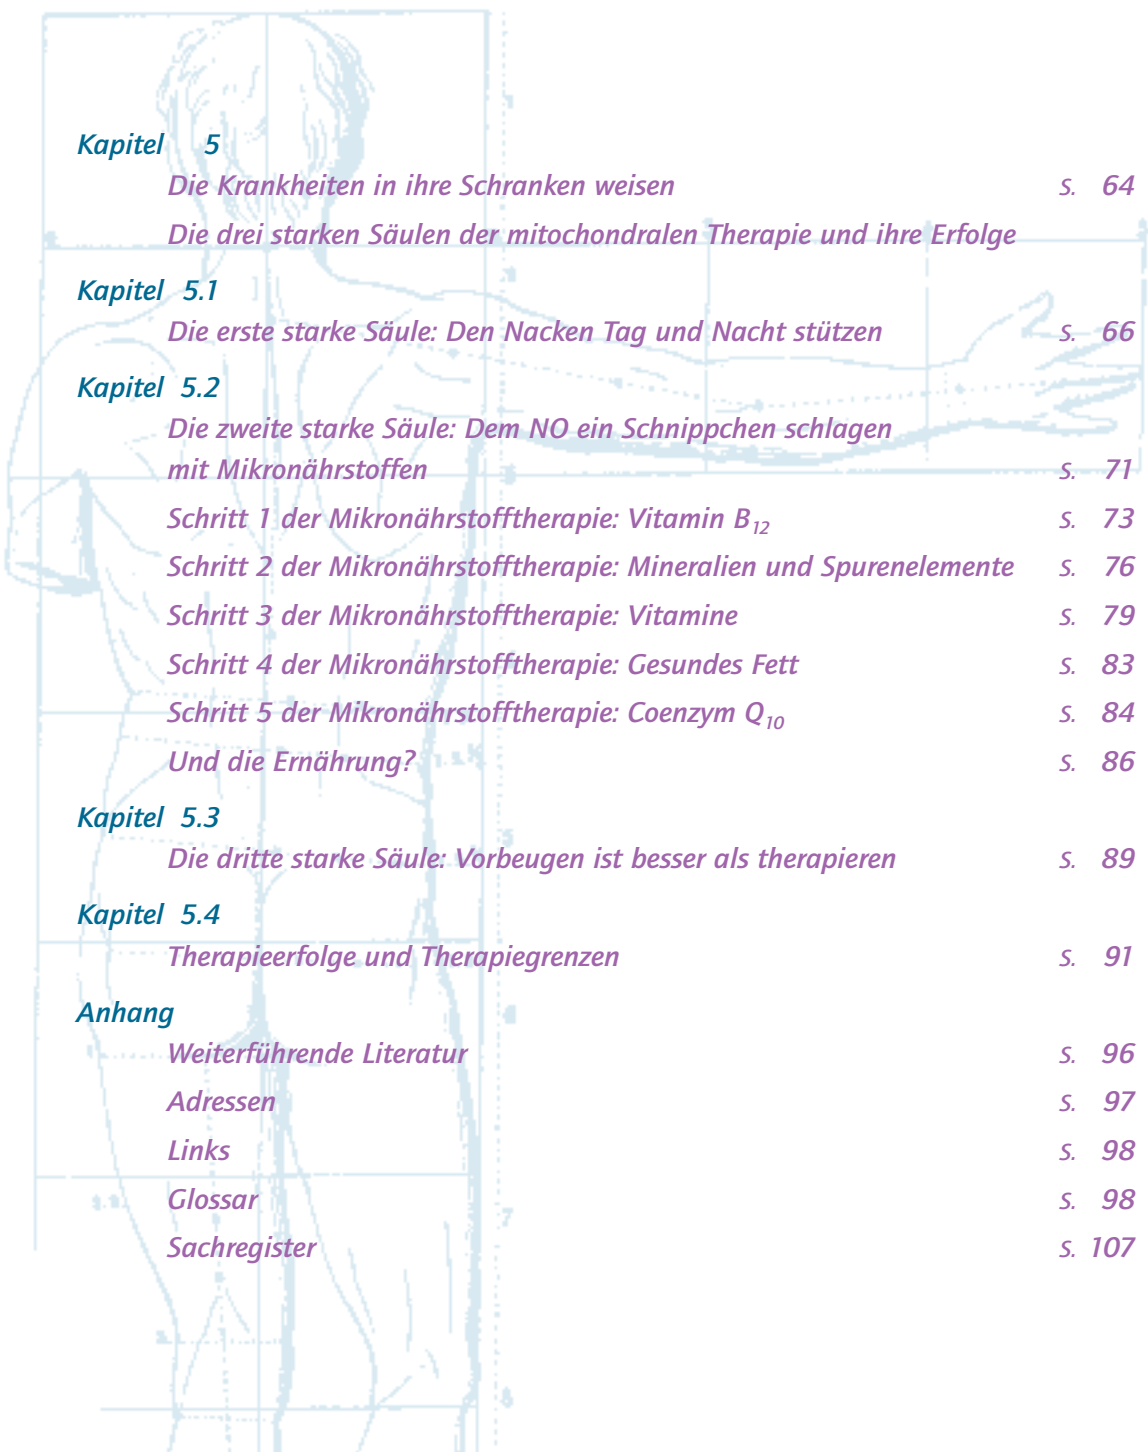 Kapitel 5
Die Krankheiten in ihre Schranken weisen S. 64
Die drei starken Säulen der mitochondralen Therapie und ihre Erfolge
Kapitel 5.1
Die erste starke Säule: Den Nacken Tag und Nacht stützen S. 66
Kapitel 5.2
Die zweite starke Säule: Dem NO ein Schnippchen schlagen
mit Mikronährstoffen S. 71
Schritt 1 der Mikronährstofftherapie: Vitamin B₁₂ S. 73
Schritt 2 der Mikronährstofftherapie: Mineralien und Spurenelemente S. 76
Schritt 3 der Mikronährstofftherapie: Vitamine S. 79
Schritt 4 der Mikronährstofftherapie: Gesundes Fett S. 83
Schritt 5 der Mikronährstofftherapie: Coenzym Q₁₀ S. 84
Und die Ernährung? S. 86
Kapitel 5.3
Die dritte starke Säule: Vorbeugen ist besser als therapieren S. 89
Kapitel 5.4
Therapieerfolge und Therapiegrenzen S. 91
Anhang
Weiterführende Literatur S. 96
Adressen S. 97
Links S. 98
Glossar S. 98
Sachregister S. 107